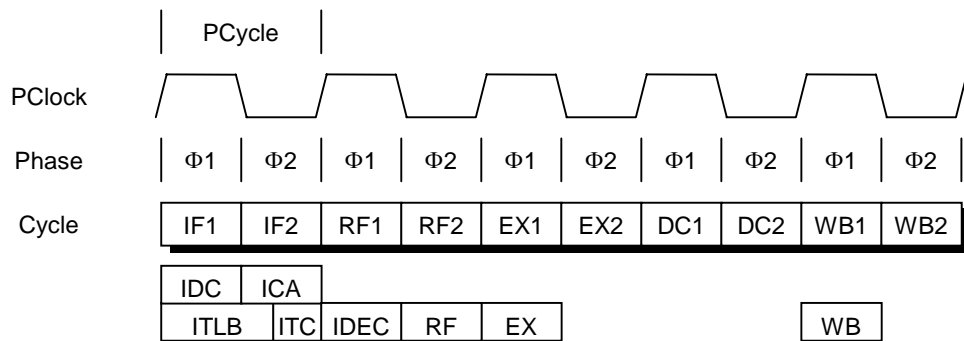 PCycle
PClock
Phase Φ1 Φ2 Φ1 Φ2 Φ1 Φ2 Φ1 Φ2 Φ1 Φ2
Cycle IF1 IF2 RF1 RF2 EX1 EX2 DC1 DC2 WB1 WB2
IDC ICA
ITLB ITC IDEC RF EX WB